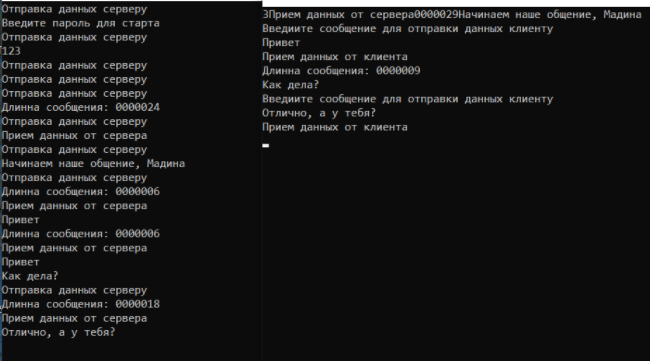 Отправка данных серверу
Введите пароль для старта
Отправка данных серверу
123
Отправка данных серверу
Отправка данных серверу
Отправка данных серверу
Длинна сообщения: 0000024
Отправка данных серверу
Прием данных от сервера
Отправка данных серверу
Начинаем наше общение, Мадина
Отправка данных серверу
Длинна сообщения: 0000006
Прием данных от сервера
Привет
Длинна сообщения: 0000006
Прием данных от сервера
Привет
Как дела?
Отправка данных серверу
Длинна сообщения: 0000018
Прием данных от сервера
Отлично, а у тебя?
3Прием данных от сервера0000029Начинаем наше общение, Мадина
Введиите сообщение для отправки данных клиенту
Привет
Прием данных от клиента
Длинна сообщения: 0000009
Как дела?
Введиите сообщение для отправки данных клиенту
Отлично, а у тебя?
Прием данных от клиента